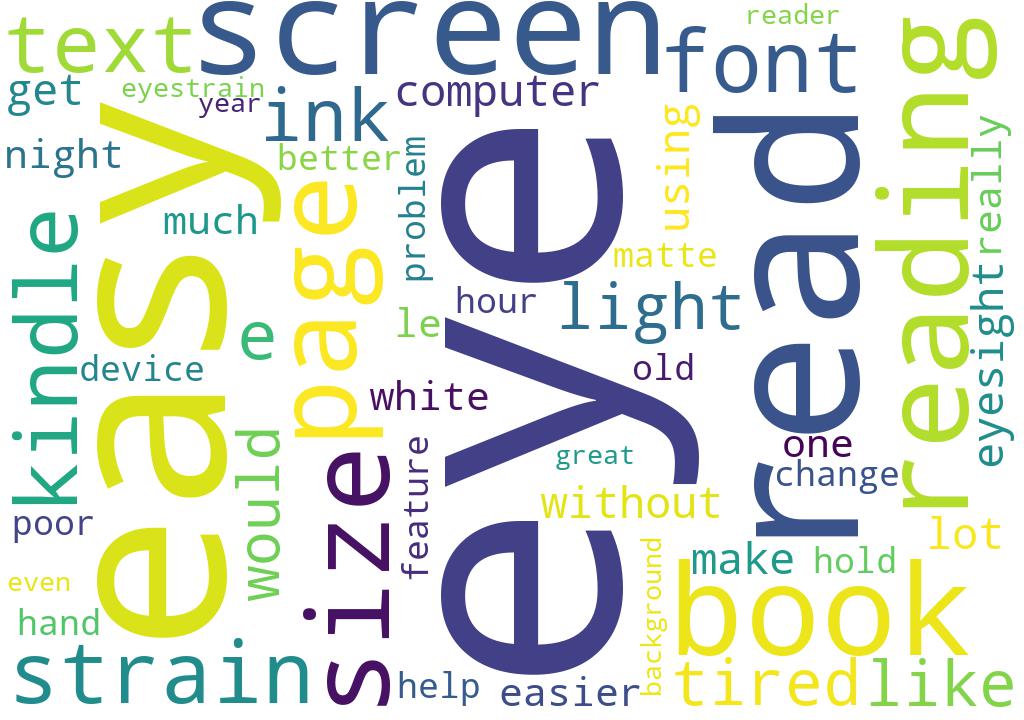 text
screen
font
reader
reading
get
eyestrain
year
ink
computer
easy
night
better
problem
using
read
really
much
page
eye
matte
kindle
e
le
hour
light
eyesight
device
white
old
would
size
feature
great
one
change
poor
without
lot
even
background
make
hold
hand
book
strain
help
easier
tired
like